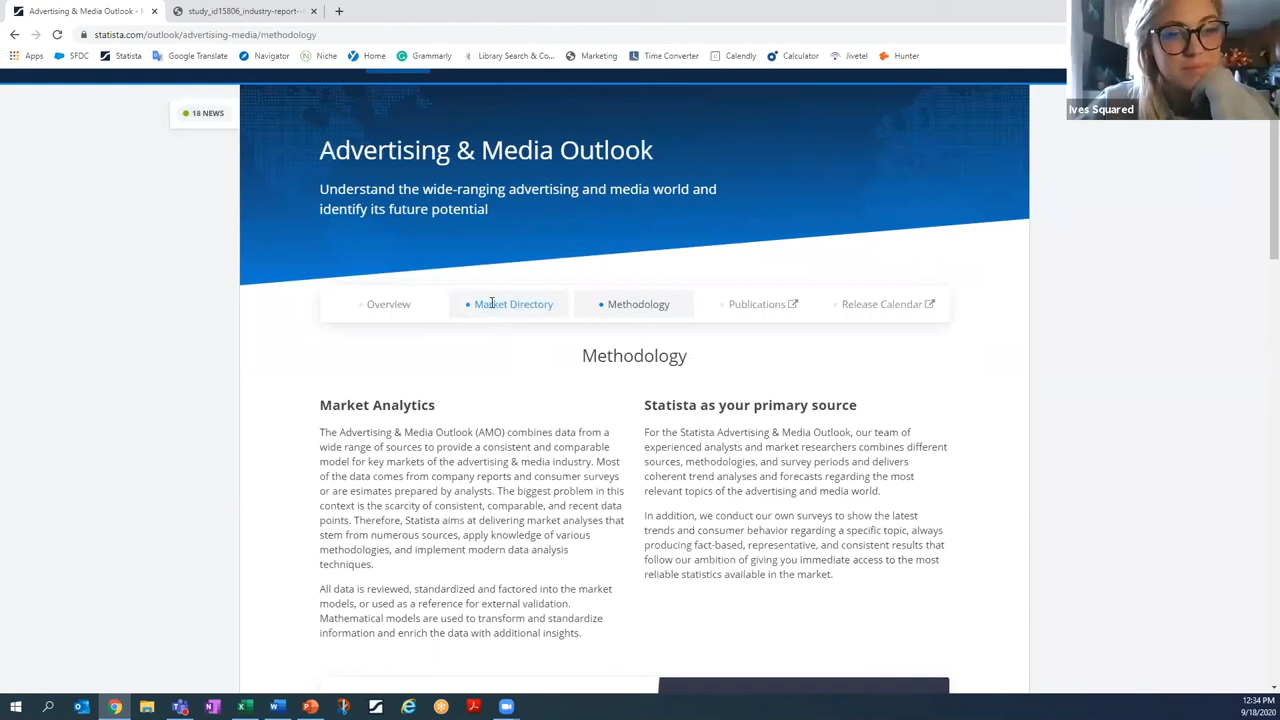 Advertising & Media Outlook -
study_id15806_industry-report--
statista.com/outlook/advertising-media/methodology
Apps SFDC Statista Google Translate Navigator Niche Home Grammarly Library Search & Co... Marketing Time Converter Calendly Calculator Jivetel Hunter
Ives Squared
18 NEWS
Advertising & Media Outlook
Understand the wide-ranging advertising and media world and
identify its future potential
Overview Market Directory Methodology Publications Release Calendar
Methodology
Market Analytics
The Advertising & Media Outlook (AMO) combines data from a
wide range of sources to provide a consistent and comparable
model for key markets of the advertising & media industry. Most
of the data comes from company reports and consumer surveys
or are estimates prepared by analysts. The biggest problem in this
context is the scarcity of consistent, comparable, and recent data
points. Therefore, Statista aims at delivering market analyses that
stem from numerous sources, apply knowledge of various
methodologies, and implement modern data analysis
techniques.
All data is reviewed, standardized and factored into the market
models, or used as a reference for external validation.
Mathematical models are used to transform and standardize
information and enrich the data with additional insights.
Statista as your primary source
For the Statista Advertising & Media Outlook, our team of
experienced analysts and market researchers combines different
sources, methodologies, and survey periods and delivers
coherent trend analyses and forecasts regarding the most
relevant topics of the advertising and media world.
In addition, we conduct our own surveys to show the latest
trends and consumer behavior regarding a specific topic, always
producing fact-based, representative, and consistent results that
follow our ambition of giving you immediate access to the most
reliable statistics available in the market.
12:34 PM
9/18/2020